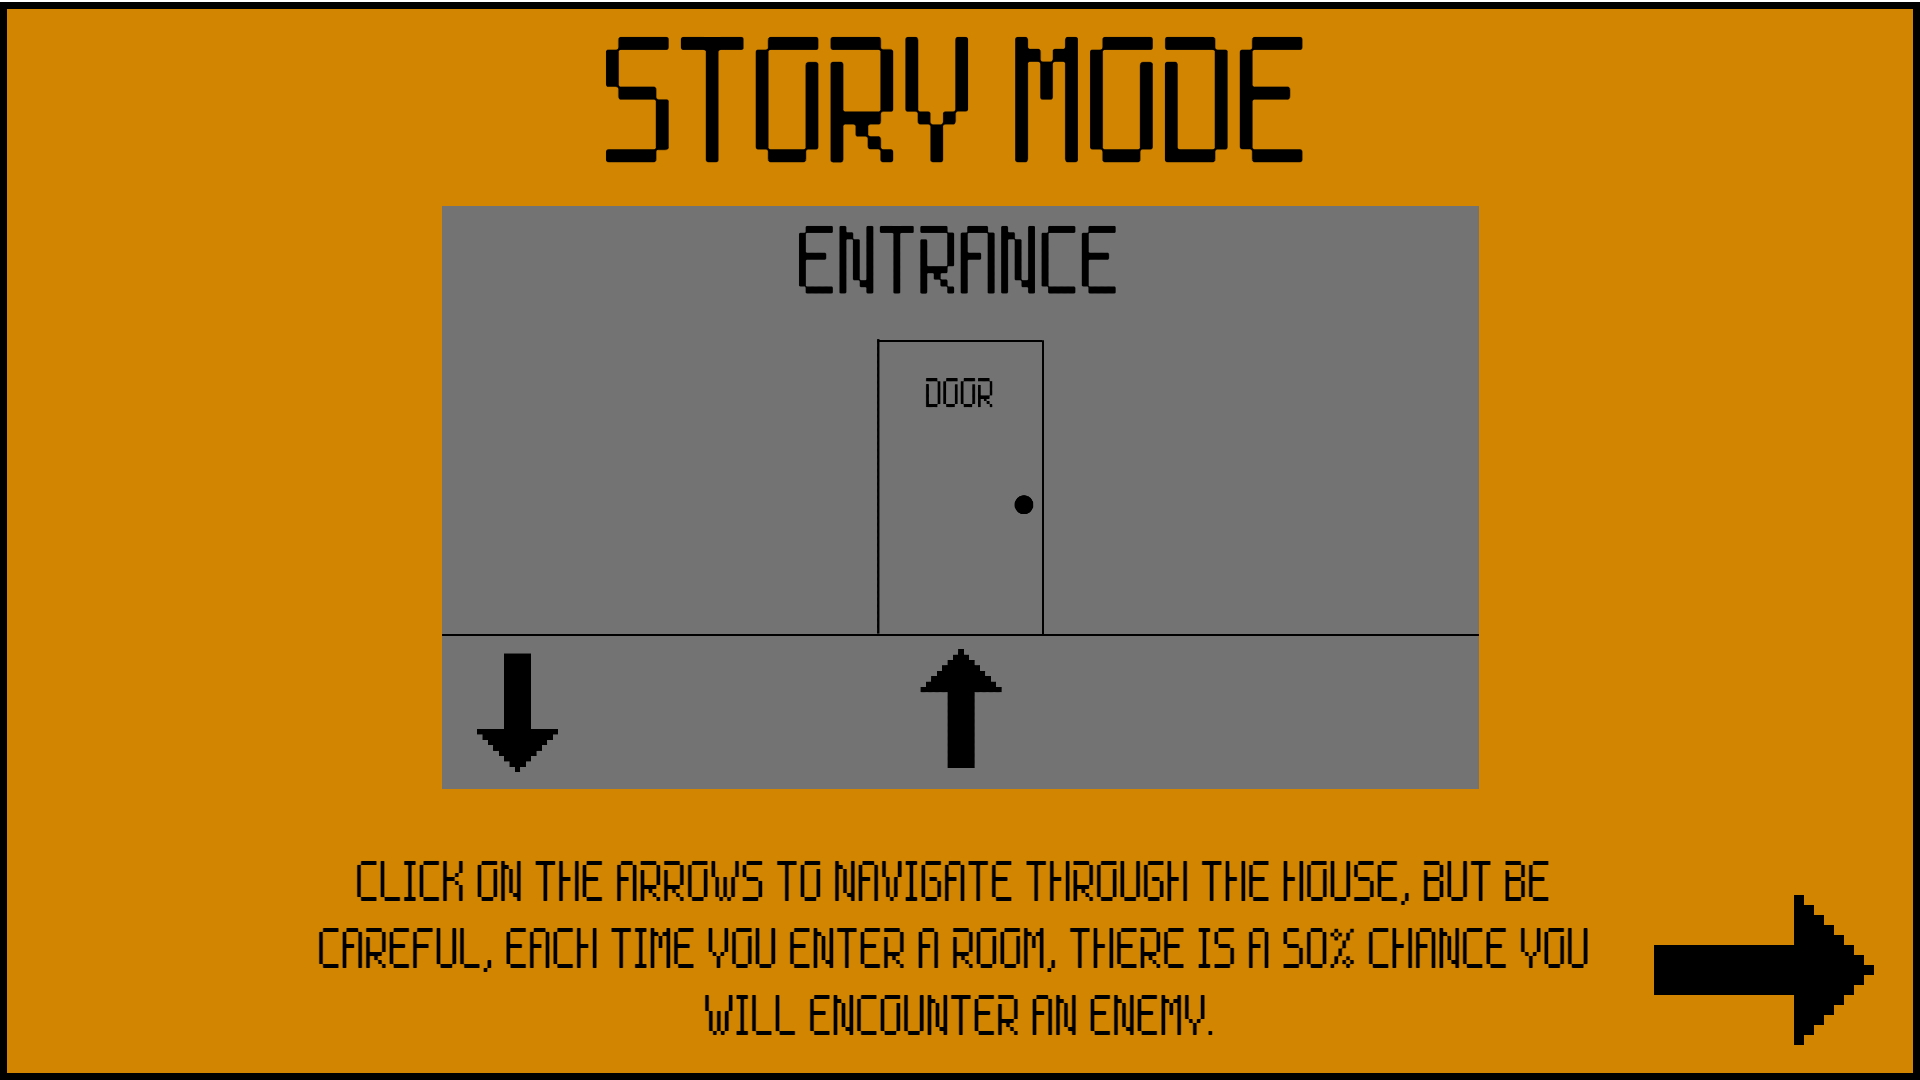 STORY MODE
ENTRANCE
DOOR
CLICK ON THE ARROWS TO NAVIGATE THROUGH THE HOUSE, BUT BE
CAREFUL, EACH TIME YOU ENTER A ROOM, THERE IS A 50% CHANCE YOU
WILL ENCOUNTER AN ENEMY.